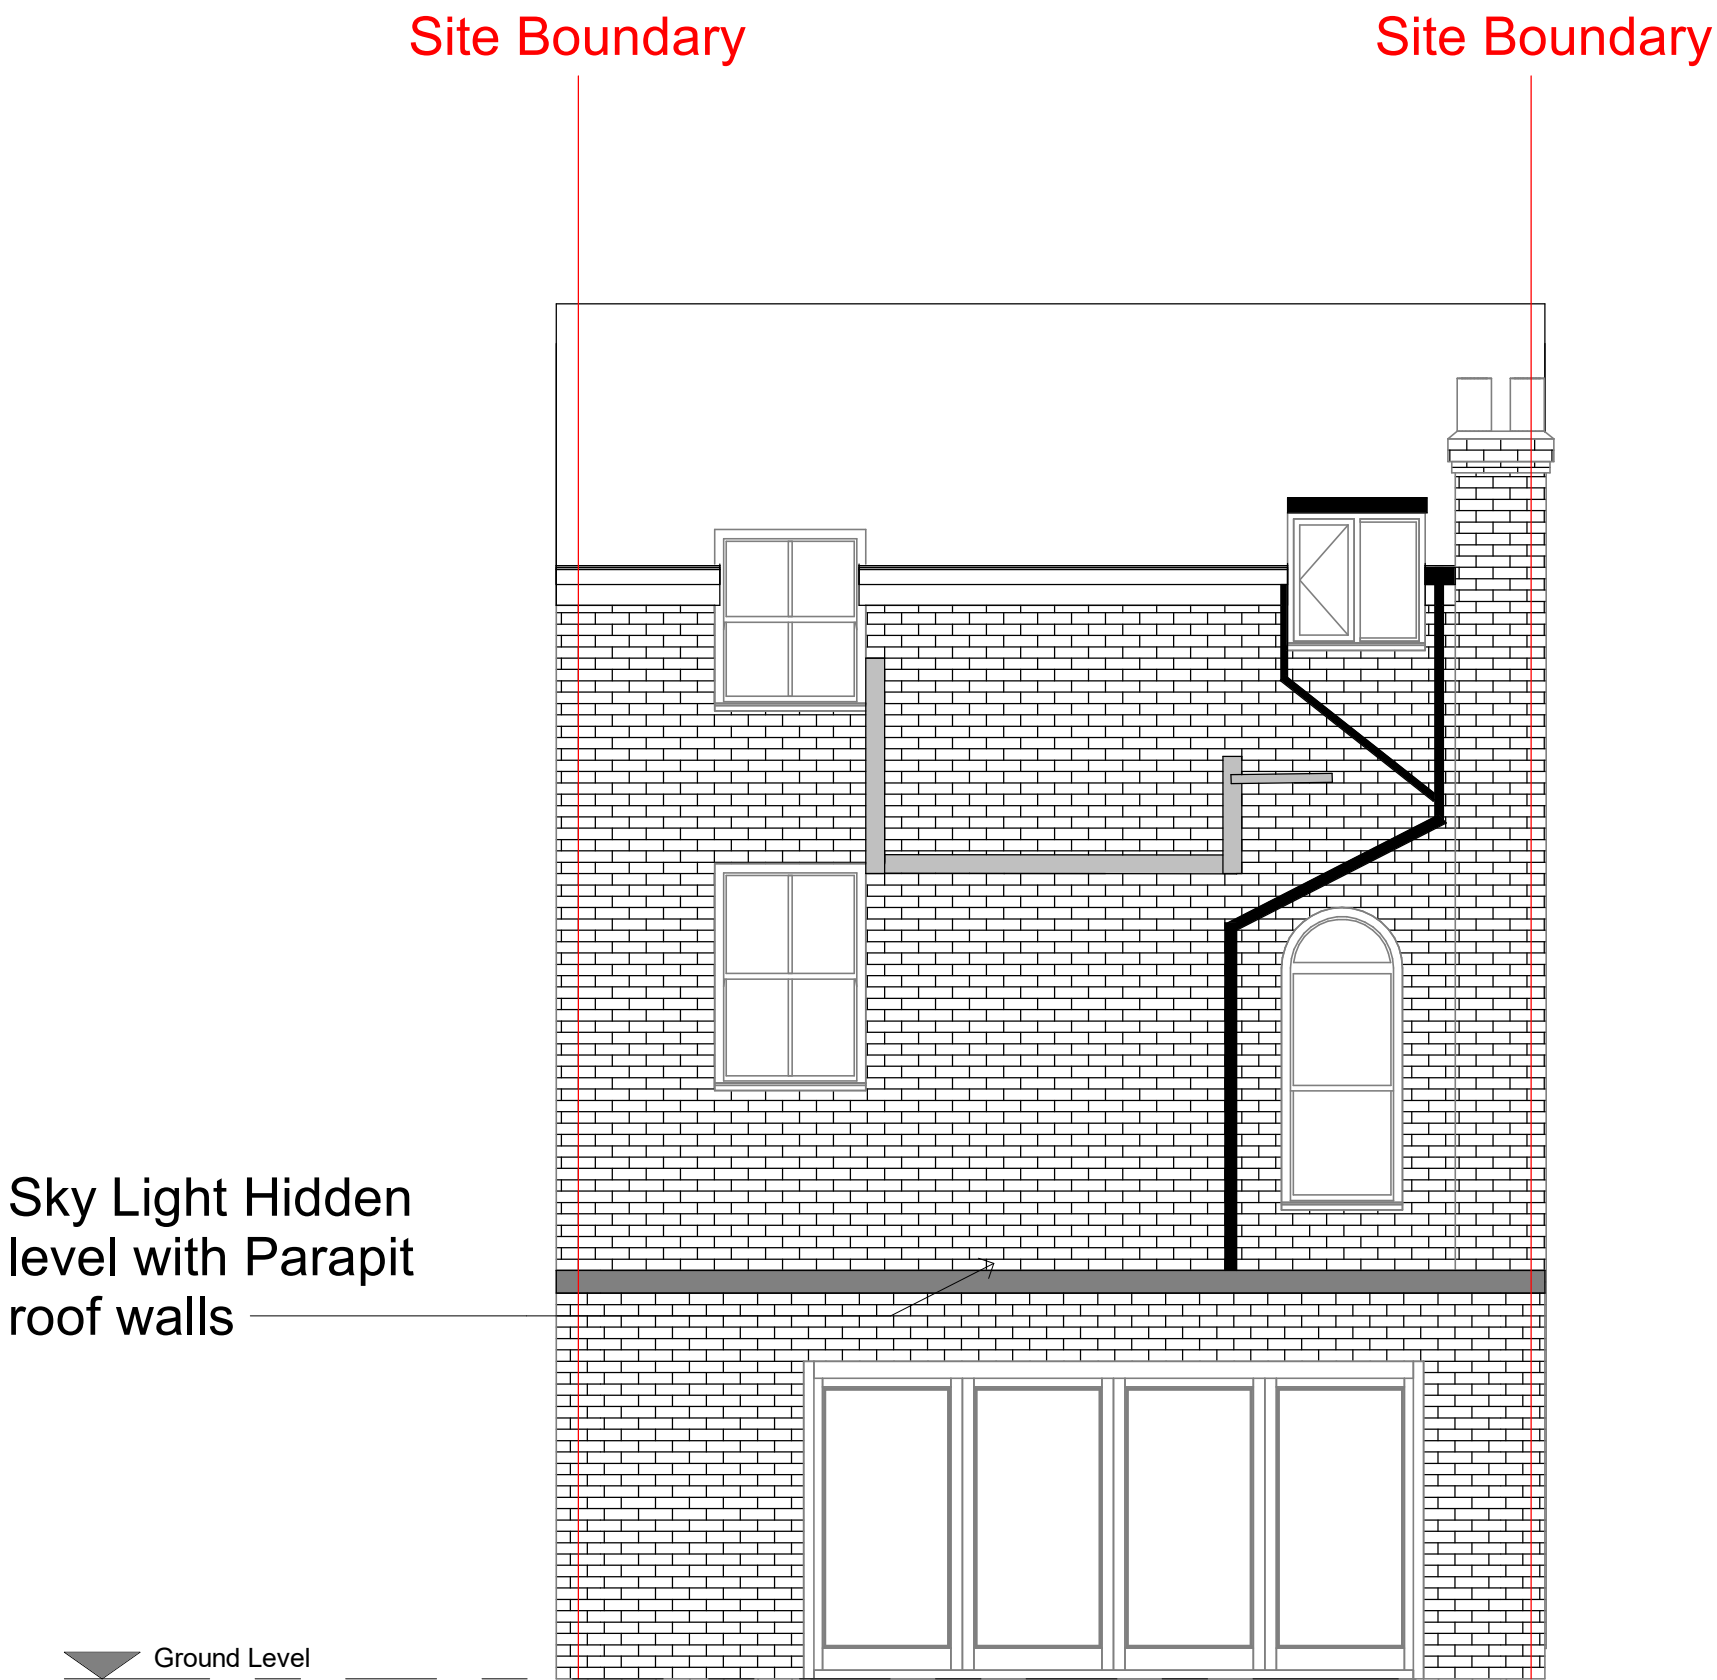 Site Boundary
Site Boundary
Sky Light Hidden
level with Parapit
roof walls
Ground Level